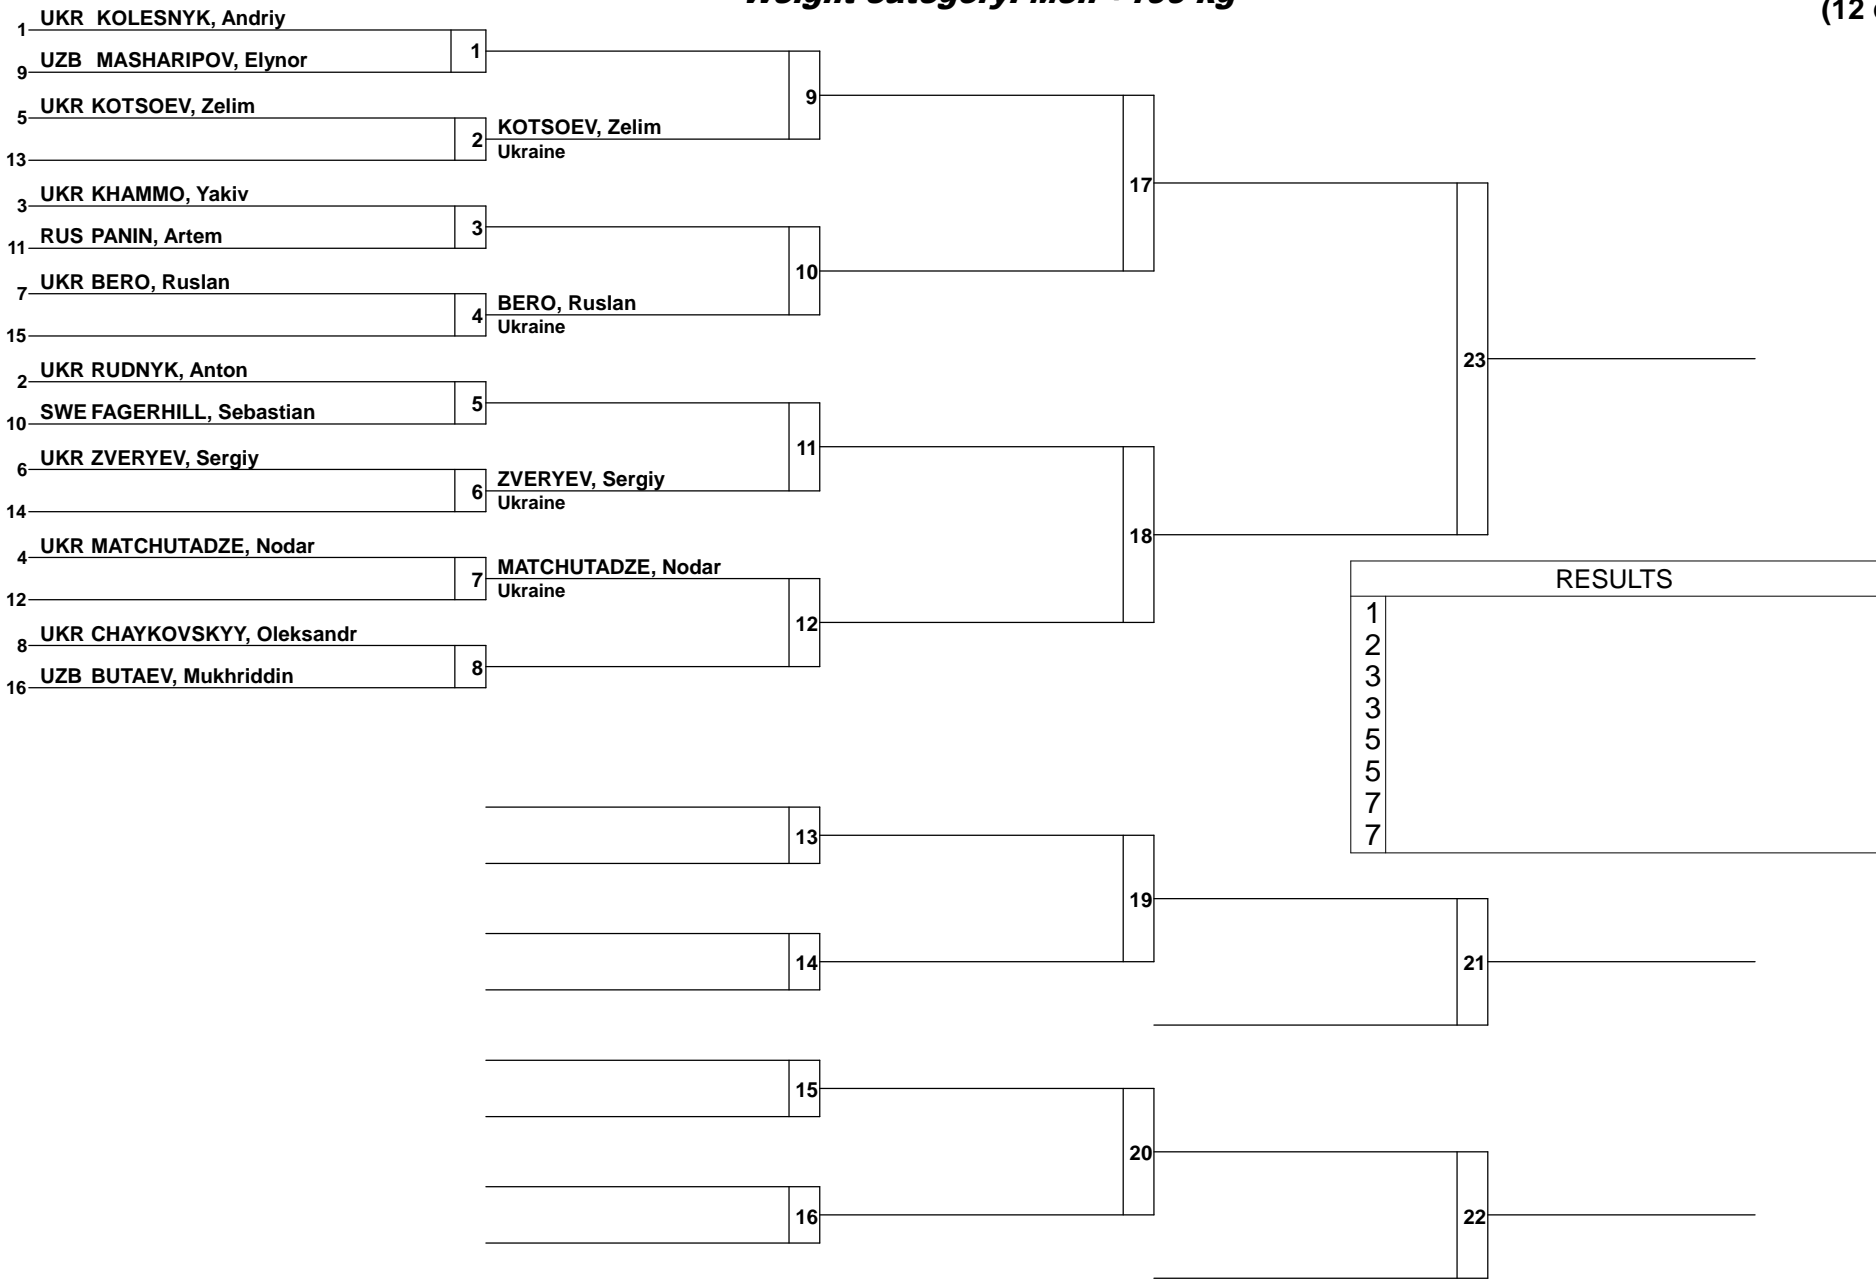 (12
1 UKR KOLESNYK, Andriy
9 UZB MASHARIPOV, Elynor
1
5 UKR KOTSOEV, Zelim
13
2
KOTSOEV, Zelim
Ukraine
9
3 UKR KHAMMO, Yakiv
11 RUS PANIN, Artem
3
7 UKR BERO, Ruslan
15
4
BERO, Ruslan
Ukraine
10
17
2 UKR RUDNYK, Anton
10 SWE FAGERHILL, Sebastian
5
6 UKR ZVERYEV, Sergiy
14
6
ZVERYEV, Sergiy
Ukraine
11
4 UKR MATCHUTADZE, Nodar
12
7
MATCHUTADZE, Nodar
Ukraine
8 UKR CHAYKOVSKYY, Oleksandr
16 UZB BUTAEV, Mukhriddin
8
12
18
23
RESULTS
1
2
3
3
5
5
7
7
13
14
19
21
15
16
20
22